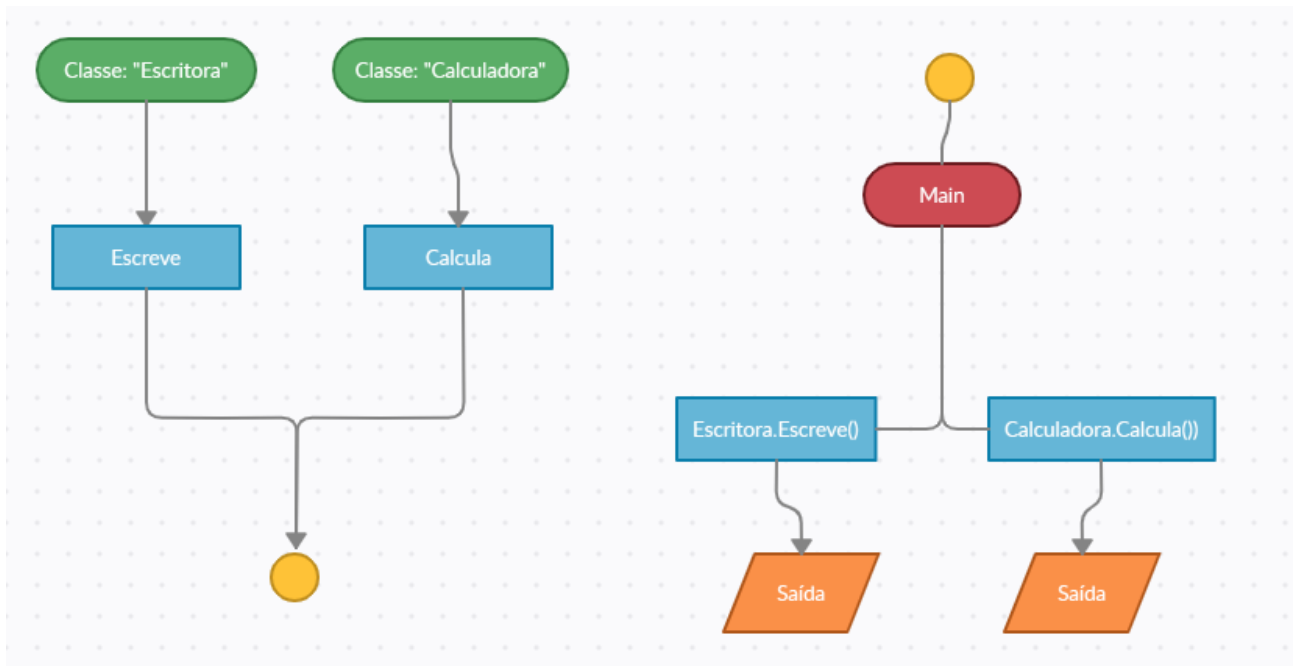 Classe: "Escritora"
Classe: "Calculadora"
Main
Escreve
Calcula
Escritora.Escreve()
Calculadora.Calcula())
Saída
Saída